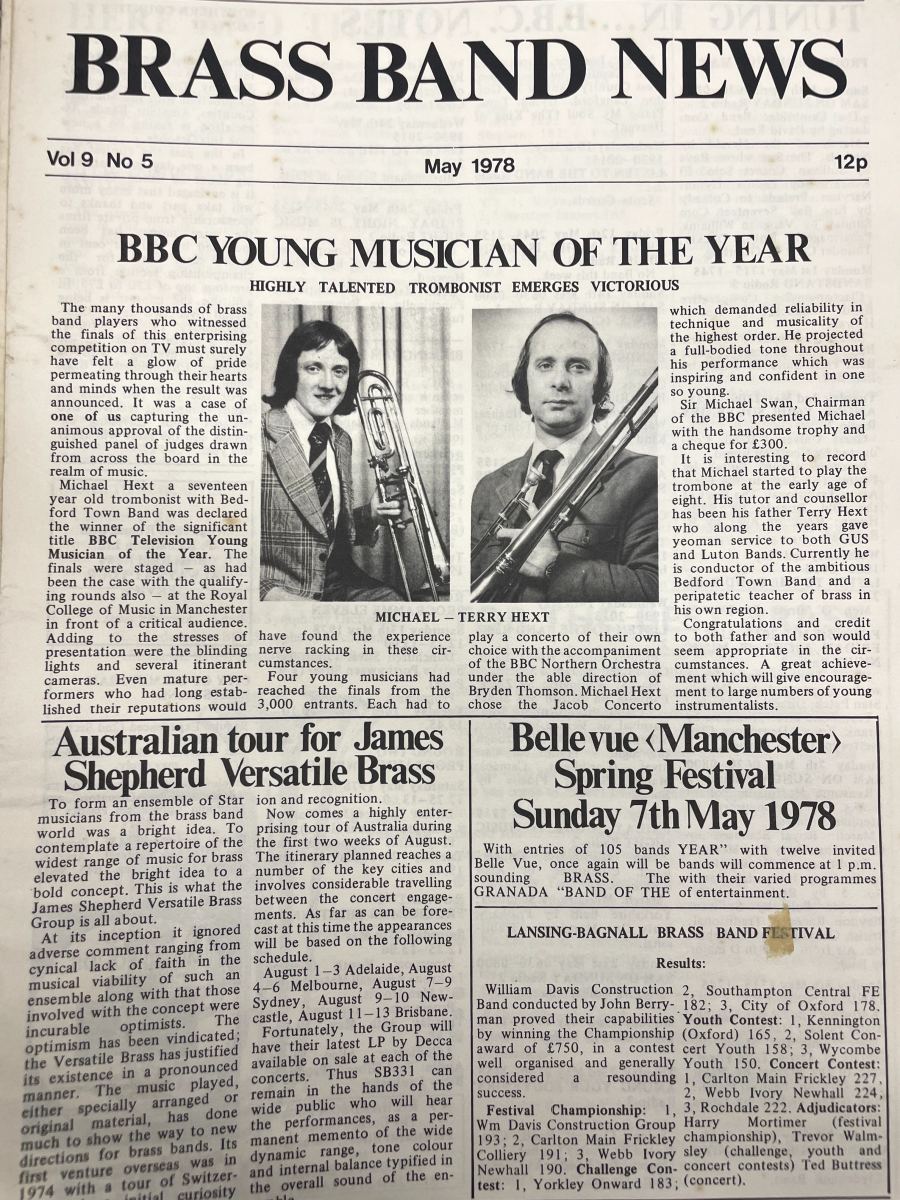 BRASS BAND NEWS
Vol 9 No 5
May 1978
12p
BBC YOUNG MUSICIAN OF THE YEAR
HIGHLY TALENTED TROMBONIST EMERGES VICTORIOUS
The many thousands of brass
band players who witnessed
the finals of this enterprising
competition on TV must surely
have felt a glow of pride
permeating through their hearts
and minds when the result was
announced. It was a case of
one of us capturing the un-
animous approval of the distin-
guished panel of judges drawn
from across the board in the
realm of music.
Michael Hext a seventeen
year old trombonist with Bed-
ford Town Band was declared
the winner of the significant
title BBC Television Young
Musician of the Year. The
finals were staged — as had
been the case with the qualify-
ing rounds also — at the Royal
College of Music in Manchester
in front of a critical audience.
Adding to the stresses of
presentation were the blinding
lights and several itinerant
cameras. Even mature per-
formers who had long estab-
lished their reputations would
MICHAEL — TERRY HEXT
have found the experience
nerve racking in these cir-
cumstances.
Four young musicians had
reached the finals from the
3,000 entrants. Each had to
play a concerto of their own
choice with the accompaniment
of the BBC Northern Orchestra
under the able direction of
Bryden Thomson. Michael Hext
chose the Jacob Concerto
which demanded reliability in
technique and musicality of
the highest order. He projected
a full-bodied tone throughout
his performance which was
inspiring and confident in one
so young.
Sir Michael Swan, Chairman
of the BBC presented Michael
with the handsome trophy and
a cheque for £300.
It is interesting to record
that Michael started to play the
trombone at the early age of
eight. His tutor and counsellor
has been his father Terry Hext
who along the years gave
yeoman service to both GUS
and Luton Bands. Currently he
is conductor of the ambitious
Bedford Town Band and a
peripatetic teacher of brass in
his own region.
Congratulations and credit
to both father and son would
seem appropriate in the cir-
cumstances. A great achieve-
ment which will give encourage-
ment to large numbers of young
instrumentalists.
Australian tour for James
Shepherd Versatile Brass
To form an ensemble of Star
musicians from the brass band
world was a bright idea. To
contemplate a repertoire of the
widest range of music for brass
elevated the bright idea to a
bold concept. This is what the
James Shepherd Versatile Brass
Group is all about.
At its inception it ignored
adverse comment ranging from
cynical lack of faith in the
musical viability of such an
ensemble along with that those
involved with the concept were
incurable optimists. The
optimism has been vindicated;
the Versatile Brass has justified
its existence in a pronounced
manner. The music played,
either specially arranged or
original material, has done
much to show the way to new
directions for brass bands. Its
first venture overseas was in
1974 with a tour of Switzer-
initial curiosity
ion and recognition.
Now comes a highly enter-
prising tour of Australia during
the first two weeks of August.
The itinerary planned reaches a
number of the key cities and
involves considerable travelling
between the concert engage-
ments. As far as can be fore-
cast at this time the appearances
will be based on the following
schedule.
August 1—3 Adelaide, August
4—6 Melbourne, August 7—9
Sydney, August 9—10 New-
castle, August 11—13 Brisbane.
Fortunately, the Group will
have their latest LP by Decca
available on sale at each of the
concerts. Thus SB331 can
remain in the hands of the
wide public who will hear
the performances, as a per-
manent memento of the wide
dynamic range, tone colour
and internal balance typified in
the overall sound of the en-
Belle vue <Manchester>
Spring Festival
Sunday 7th May 1978
With entries of 105 bands
Belle Vue, once again will be
sounding BRASS. The
GRANADA "BAND OF THE
YEAR" with twelve invited
bands will commence at 1 p.m.
with their varied programmes
of entertainment.
LANSING-BAGNALL BRASS BAND FESTIVAL
Results:
William Davis Construction
Band conducted by John Berry-
man proved their capabilities
by winning the Championship
award of £750, in a contest
well organised and generally
considered a resounding
success.
Festival Championship: 1,
Wm Davis Construction Group
193; 2, Carlton Main Frickley
Colliery 191; 3, Webb Ivory
Newhall 190. Challenge Con-
test: 1, Yorkley Onward 183;
2, Southampton Central FE
182; 3, City of Oxford 178.
Youth Contest: 1, Kennington
(Oxford) 165, 2, Solent Con-
cert Youth 158; 3, Wycombe
Youth 150. Concert Contest:
1, Carlton Main Frickley 227,
2, Webb Ivory Newhall 224,
3, Rochdale 222. Adjudicators:
Harry Mortimer (festival
championship), Trevor Walm-
sley (challenge, youth and
concert contests) Ted Buttress
(concert).